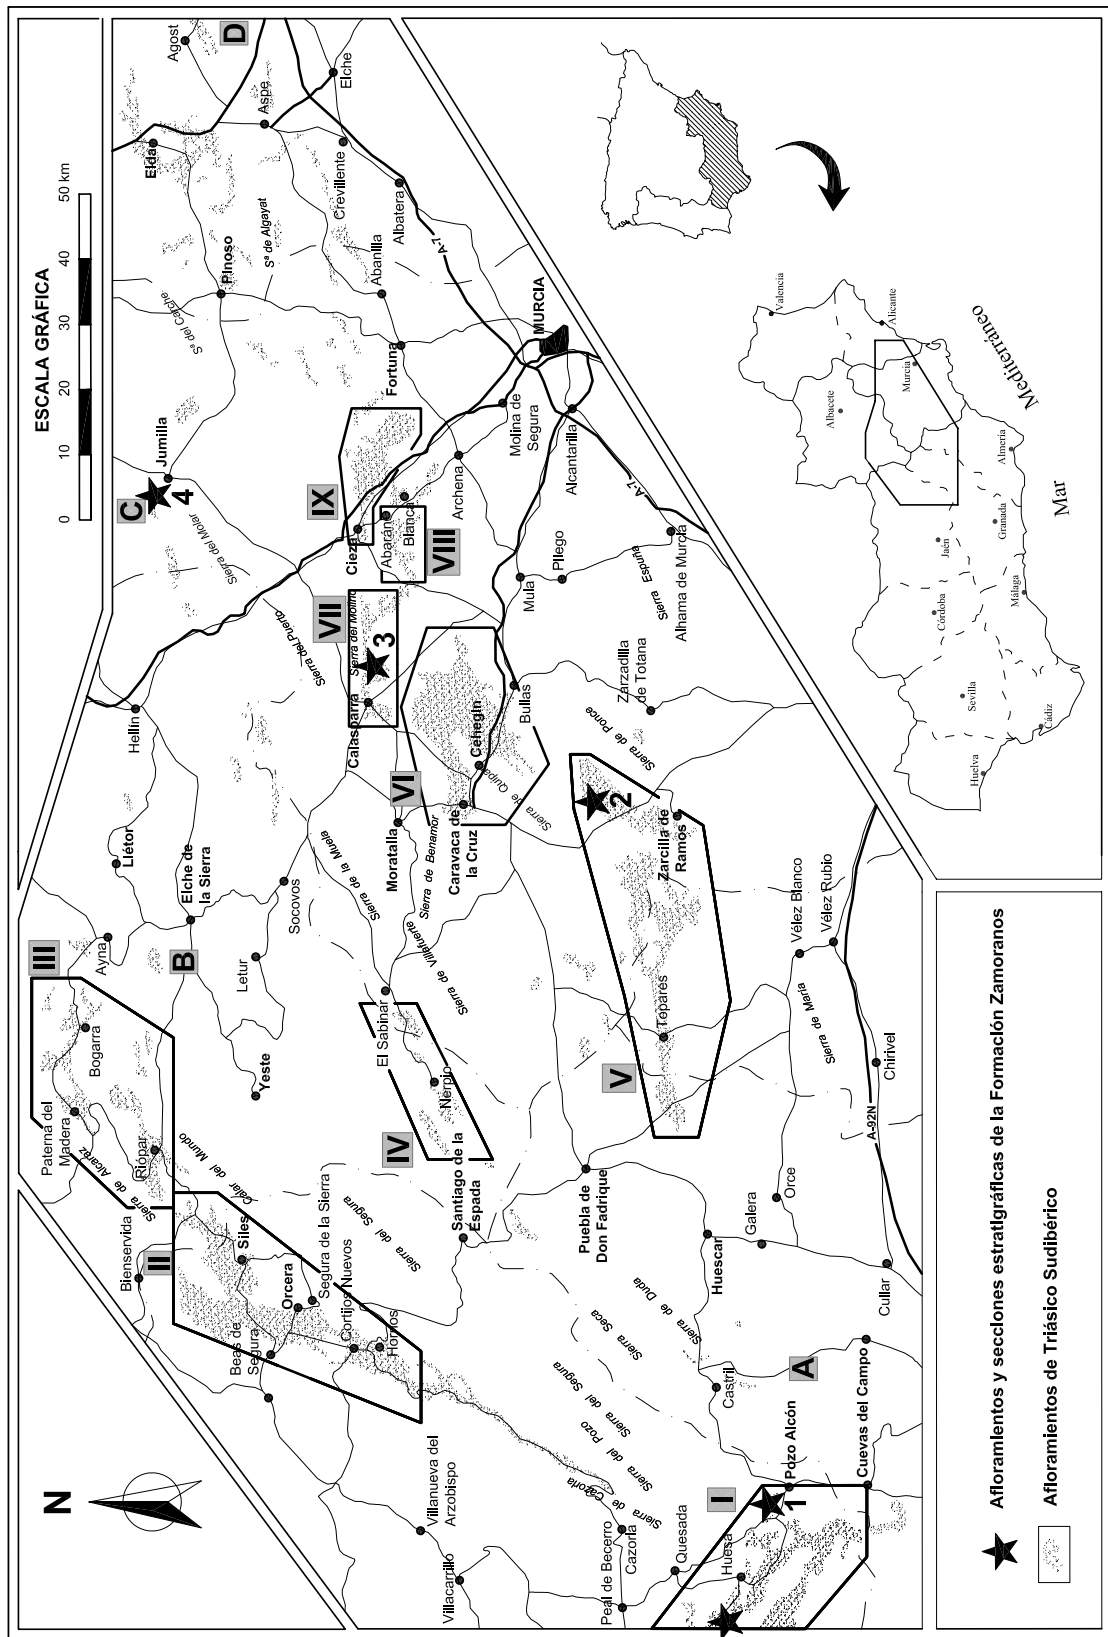 N
ESCALA GRÁFICA
0
10
20
30
40
50 km
A
B
C
D
I
II
III
IV
V
VI
VII
VIII
IX
1
2
3
4
Villacarrillo
Villanueva del
Arzobispo
Peal de Becerro
Cazorla
Quesada
Huesa
Pozo Alcón
Cuevas del Campo
Castril
Huescar
Galera
Orce
Cullar
Chirivel
A-92N
Vélez Blanco
Vélez Rubio
Sierra de María
Puebla de
Don Fadrique
Santiago de la
Espada
Sierra de Cazorla
Sierra del Pozo
Sierra del Segura
Sierra Seca
Sierra de Duda
Sierra del Segura
Bienservida
Siles
Orcera
Segura de la Sierra
Cortijos Nuevos
Hornos
Beas de
Segura
Calar del Mundo
Sierra de Alcaraz
Paterna del
Madera
Riópar
Bogarra
Ayna
Liétor
Elche de
la Sierra
Letur
Yeste
Socovos
Hellín
El Sabinar
Nerpio
Sierra de la Muela
Sierra de Benamor
Sierra de Villafuerte
Moratalla
Caravaca de
la Cruz
Cehegín
Sierra de Quipar
Bullas
Calasparra
Sierra del Molino
Sierra del Puerto
Sierra del Molar
Topares
Zarcilla de
Ramos
Sierra de Ponce
Zarzadilla
de Totana
Sierra Espuña
Alhama de Murcia
Mula
Pliego
Cieza
Abarán
Blanca
Archena
Molina de
Segura
Alcantarilla
MURCIA
A-7
A-7
Fortuna
Abanilla
Albatera
Crevillente
Elche
Aspe
Agost
Elda
Pinoso
Sª de Algayat
Sª del Carche
Jumilla
Valencia
Alicante
Albacete
Murcia
Almería
Granada
Jaén
Córdoba
Málaga
Sevilla
Cádiz
Huelva
Mar
Mediterráneo
Afloramientos y secciones estratigráficas de la Formación Zamoranos
Afloramientos de Triásico Sudibérico